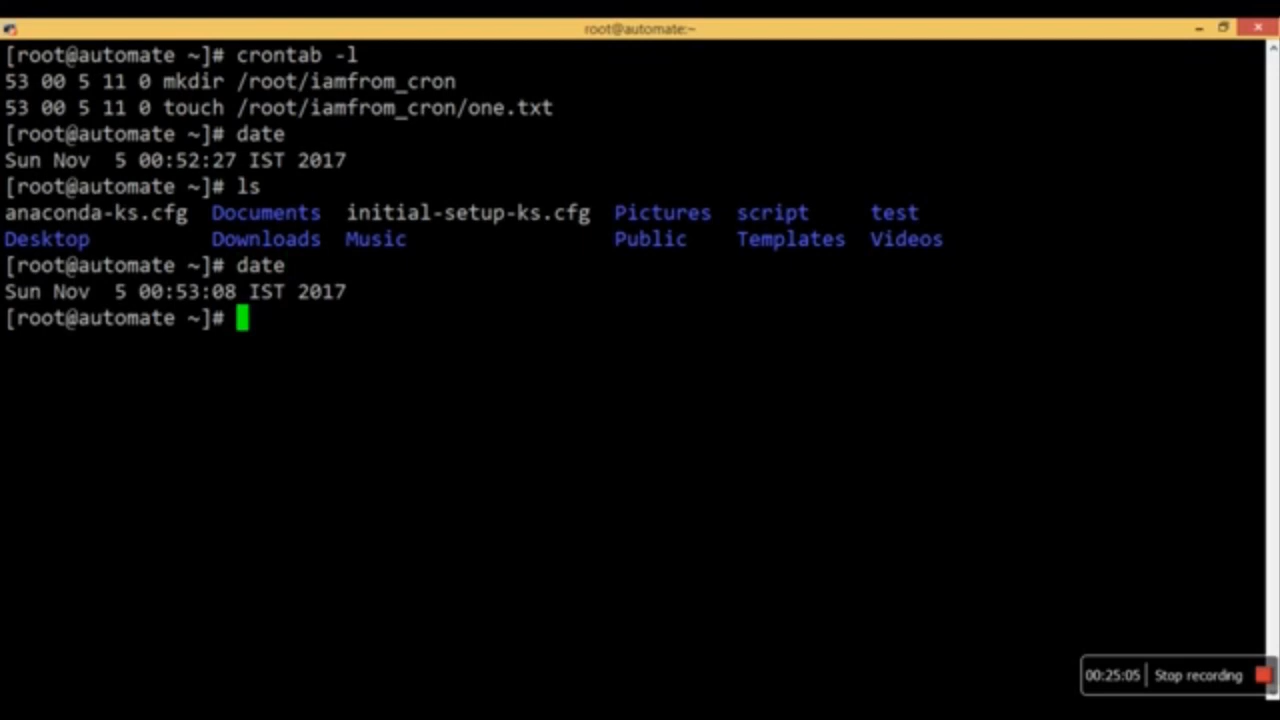 root@automate:~
[root@automate ~]# crontab -l
53 00 5 11 0 mkdir /root/iamfrom_cron
53 00 5 11 0 touch /root/iamfrom_cron/one.txt
[root@automate ~]# date
Sun Nov  5 00:52:27 IST 2017
[root@automate ~]# ls
anaconda-ks.cfg  Documents  initial-setup-ks.cfg  Pictures  script     test
Desktop          Downloads  Music                 Public    Templates  Videos
[root@automate ~]# date
Sun Nov  5 00:53:08 IST 2017
[root@automate ~]#
00:25:05 Stop recording